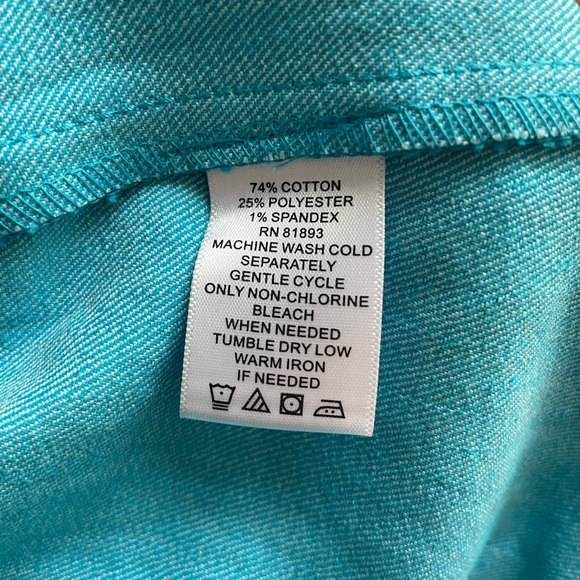 74% COTTON
25% POLYESTER
1% SPANDEX
RN 81893
MACHINE WASH COLD
SEPARATELY
GENTLE CYCLE
ONLY NON-CHLORINE
BLEACH
WHEN NEEDED
TUMBLE DRY LOW
WARM IRON
IF NEEDED